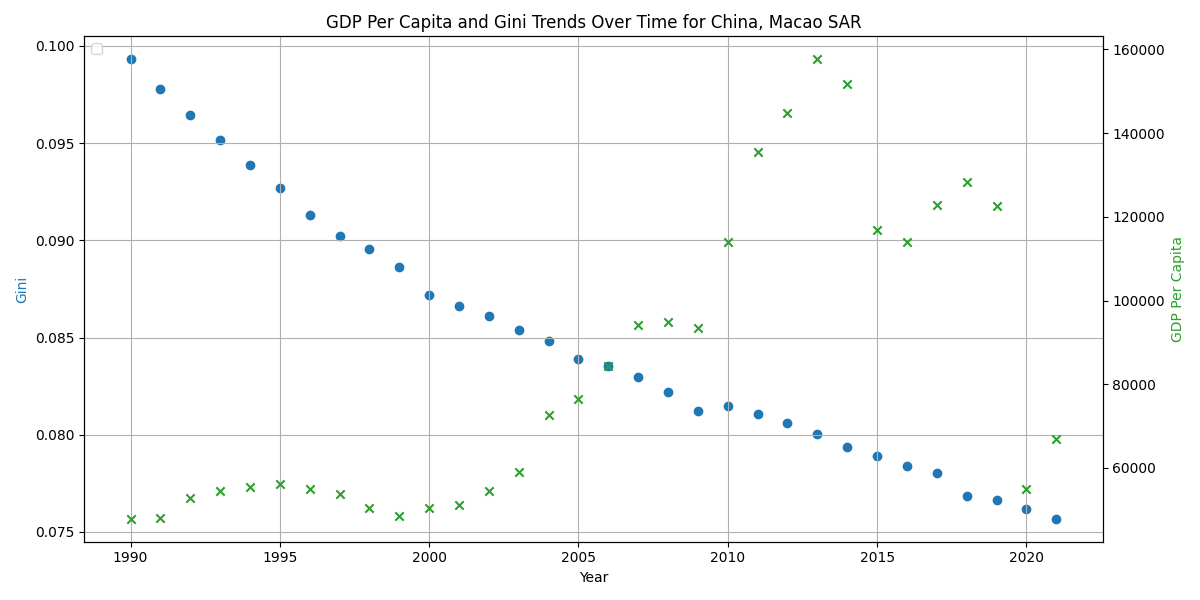 GDP Per Capita and Gini Trends Over Time for China, Macao SAR
0.100
0.095
0.090
0.085
0.080
0.075
Gini
160000
140000
120000
100000
80000
60000
GDP Per Capita
1990 1995 2000 2005 2010 2015 2020
Year